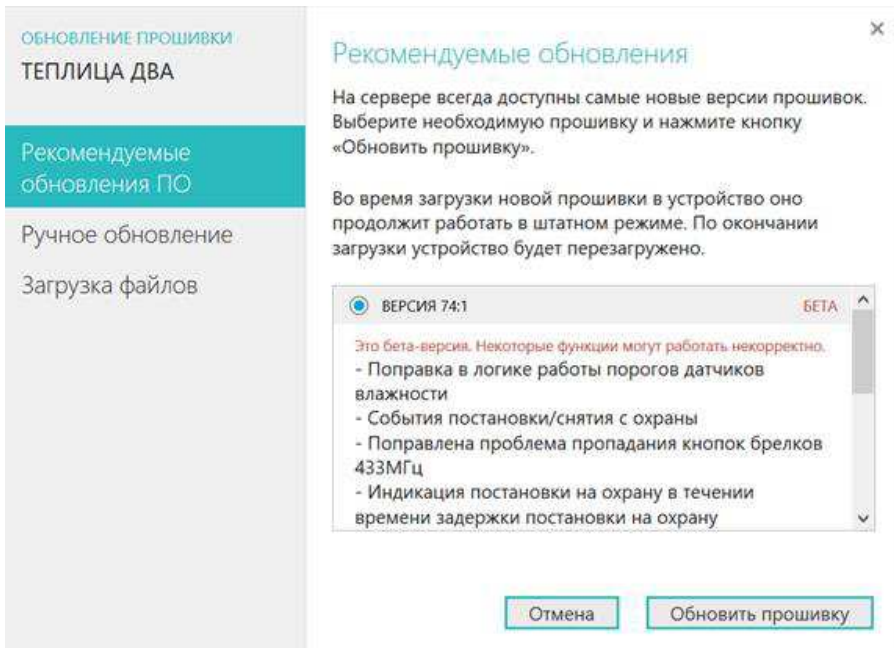 ОБНОВЛЕНИЕ ПРОШИВКИ
ТЕПЛИЦА ДВА
Рекомендуемые
обновления ПО
Ручное обновление
Загрузка файлов
Рекомендуемые обновления
На сервере всегда доступны самые новые версии прошивок.
Выберите необходимую прошивку и нажмите кнопку
«Обновить прошивку».
Во время загрузки новой прошивки в устройство оно
продолжит работать в штатном режиме. По окончании
загрузки устройство будет перезагружено.
ВЕРСИЯ 74:1 БЕТА
Это бета-версия. Некоторые функции могут работать некорректно.
- Поправка в логике работы порогов датчиков
влажности
- События постановки/снятия с охраны
- Поправлена проблема пропадания кнопок брелков
433МГц
- Индикация постановки на охрану в течении
времени задержки постановки на охрану
Отмена Обновить прошивку